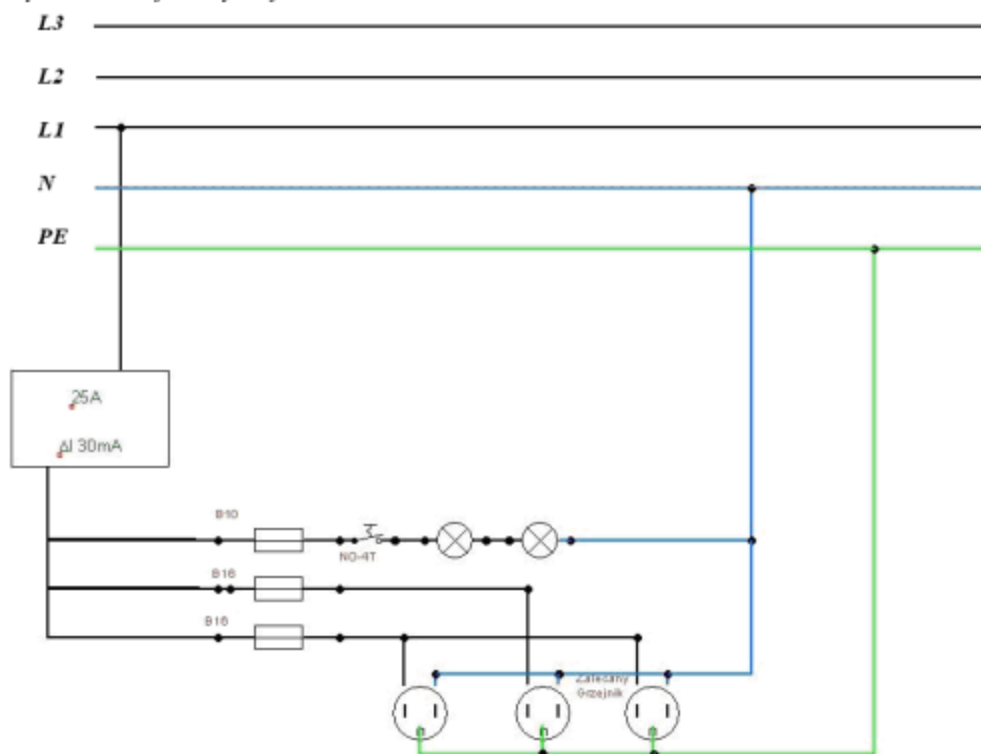 L3
L2
L1
N
PE
25A
ΔI 30mA
B10
NO-4T
B16
B16
Zalecany
Grzejnik